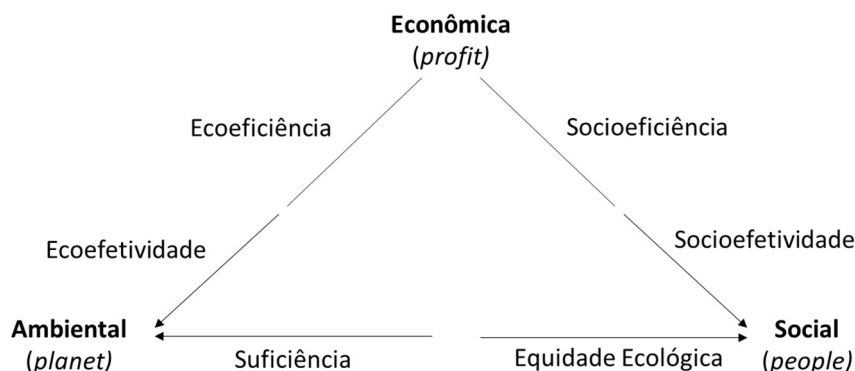 Econômica
(profit)
Ecoeficiência
Socioeficiência
Ecoefetividade
Socioefetividade
Ambiental
(planet)
Suficiência
Equidade Ecológica
Social
(people)